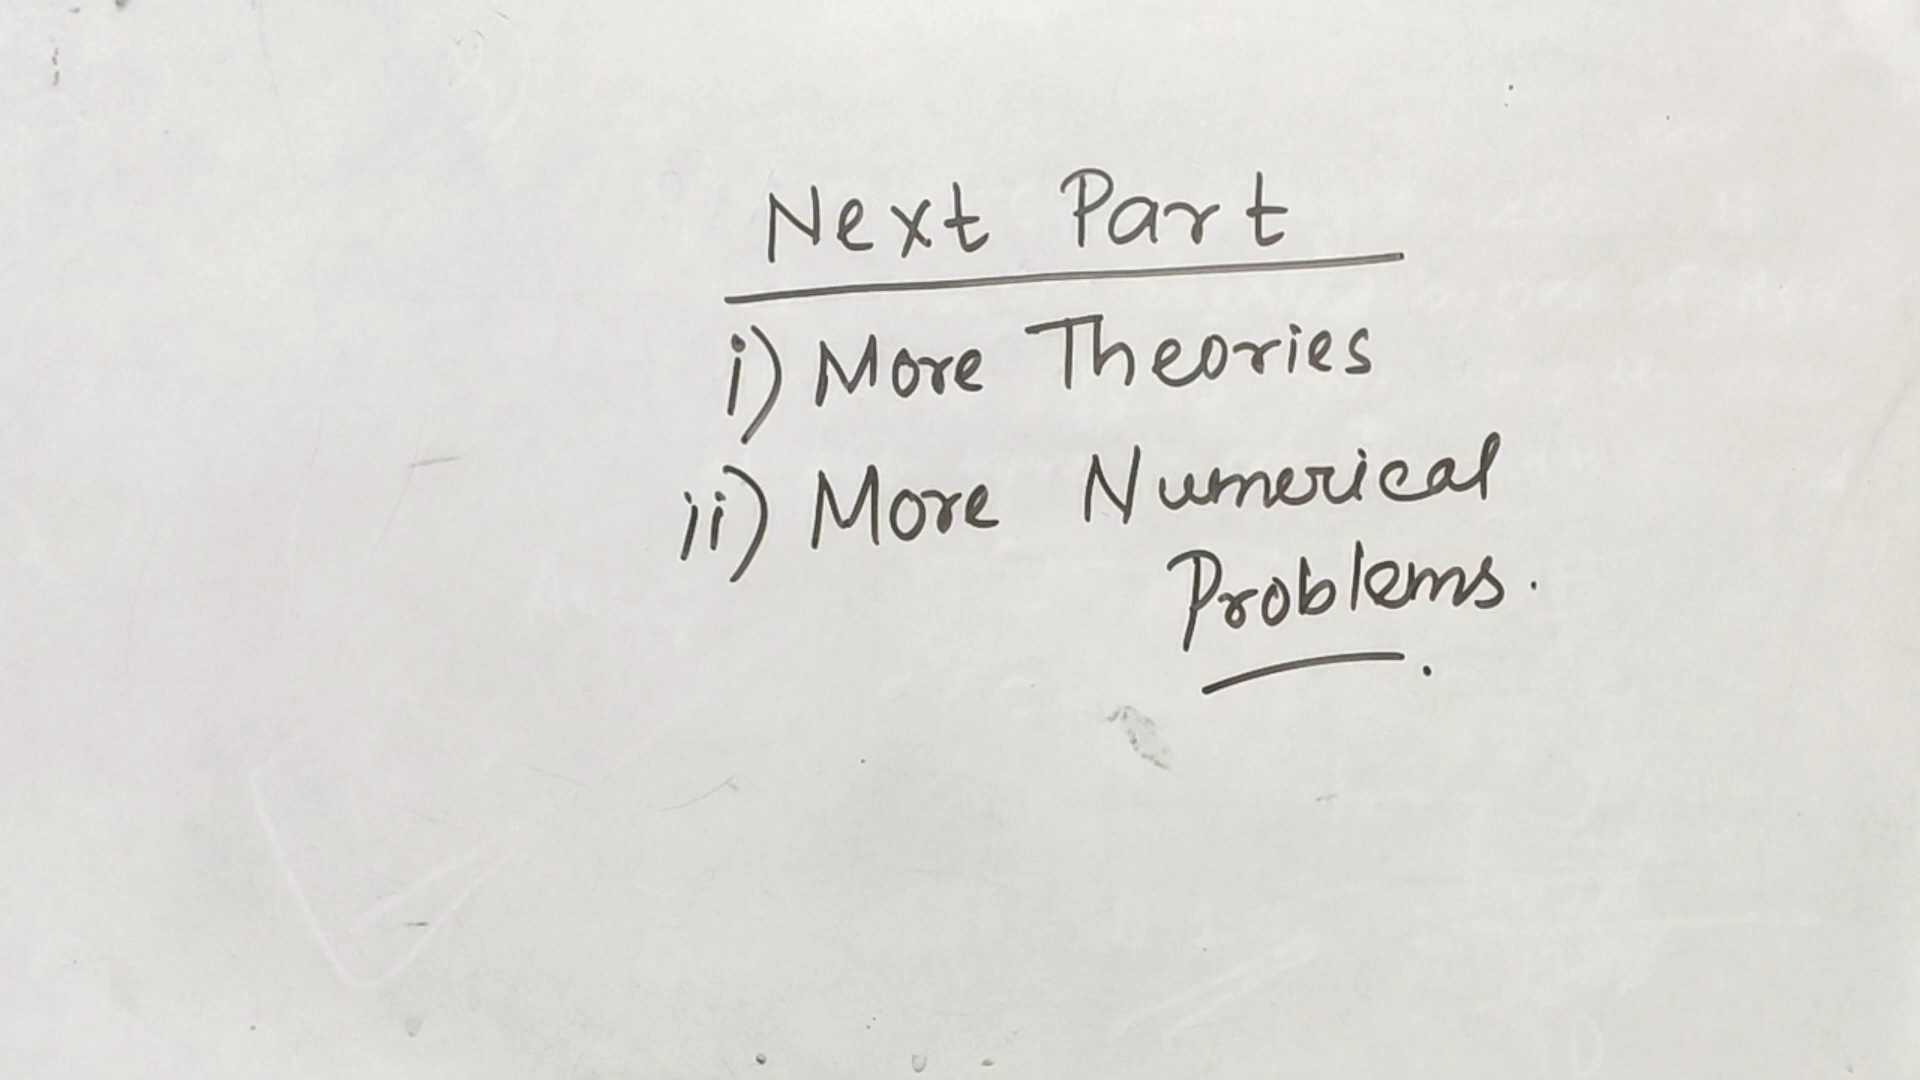 Next Part
i) More Theories
ii) More Numerical
Problems.